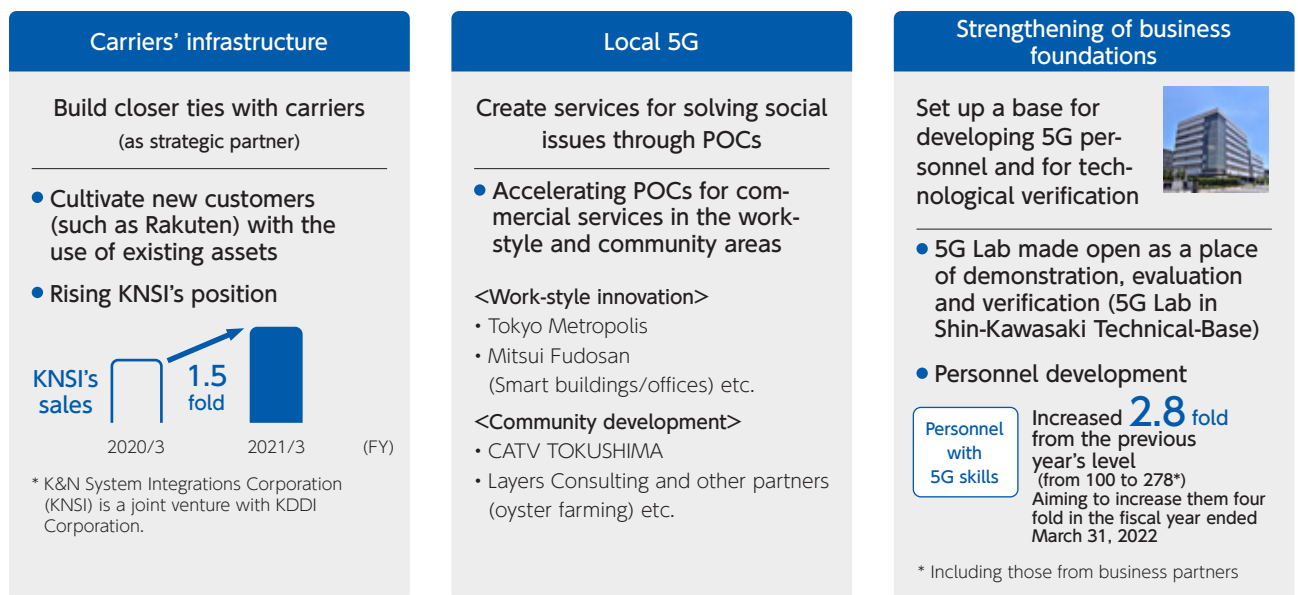 Carriers' infrastructure
Build closer ties with carriers
(as strategic partner)
• Cultivate new customers
(such as Rakuten) with the
use of existing assets
• Rising KNSI's position
KNSI's
sales
1.5
fold
2020/3
2021/3
(FY)
* K&N System Integrations Corporation
(KNSI) is a joint venture with KDDI
Corporation.
Local 5G
Create services for solving social
issues through POCs
• Accelerating POCs for com-
mercial services in the work-
style and community areas
<Work-style innovation>
• Tokyo Metropolis
• Mitsui Fudosan
(Smart buildings/offices) etc.
<Community development>
• CATV TOKUSHIMA
• Layers Consulting and other partners
(oyster farming) etc.
Strengthening of business
foundations
Set up a base for
developing 5G per-
sonnel and for tech-
nological verification
• 5G Lab made open as a place
of demonstration, evaluation
and verification (5G Lab in
Shin-Kawasaki Technical-Base)
• Personnel development
Personnel
with
5G skills
Increased 2.8 fold
from the previous
year's level
(from 100 to 278*)
Aiming to increase them four
fold in the fiscal year ended
March 31, 2022
* Including those from business partners